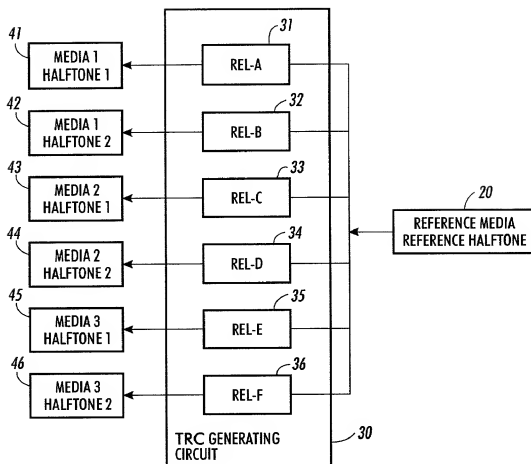 41
MEDIA 1
HALFTONE 1
31
REL-A
42
MEDIA 1
HALFTONE 2
32
REL-B
43
MEDIA 2
HALFTONE 1
33
REL-C
20
REFERENCE MEDIA
REFERENCE HALFTONE
44
MEDIA 2
HALFTONE 2
34
REL-D
45
MEDIA 3
HALFTONE 1
35
REL-E
46
MEDIA 3
HALFTONE 2
36
REL-F
TRC GENERATING
CIRCUIT
30